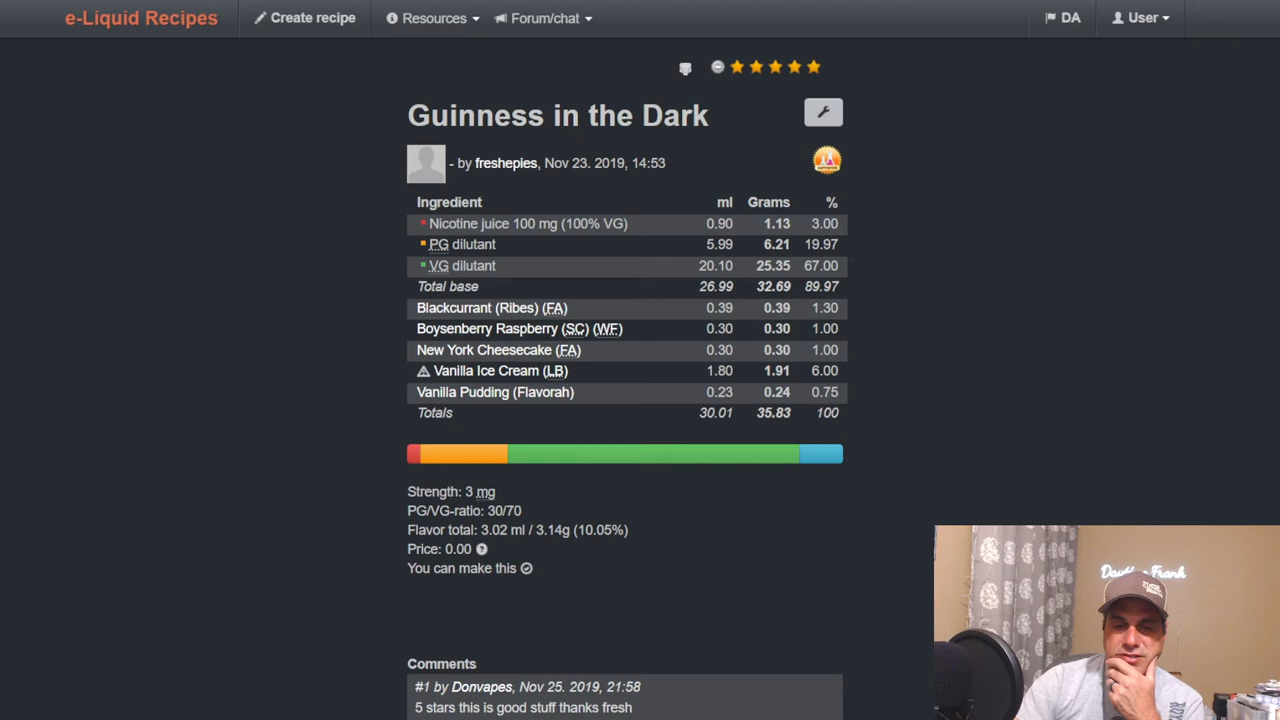 e-Liquid Recipes Create recipe Resources Forum/chat DA User
Guinness in the Dark
- by freshepies, Nov 23. 2019, 14:53
Ingredient ml Grams %
Nicotine juice 100 mg (100% VG) 0.90 1.13 3.00
PG dilutant 5.99 6.21 19.97
VG dilutant 20.10 25.35 67.00
Total base 26.99 32.69 89.97
Blackcurrant (Ribes) (FA) 0.39 0.39 1.30
Boysenberry Raspberry (SC) (WF) 0.30 0.30 1.00
New York Cheesecake (FA) 0.30 0.30 1.00
Vanilla Ice Cream (LB) 1.80 1.91 6.00
Vanilla Pudding (Flavorah) 0.23 0.24 0.75
Totals 30.01 35.83 100
Strength: 3 mg
PG/VG-ratio: 30/70
Flavor total: 3.02 ml / 3.14g (10.05%)
Price: 0.00
You can make this
Frank
Comments
#1 by Donvapes, Nov 25. 2019, 21:58
5 stars this is good stuff thanks fresh